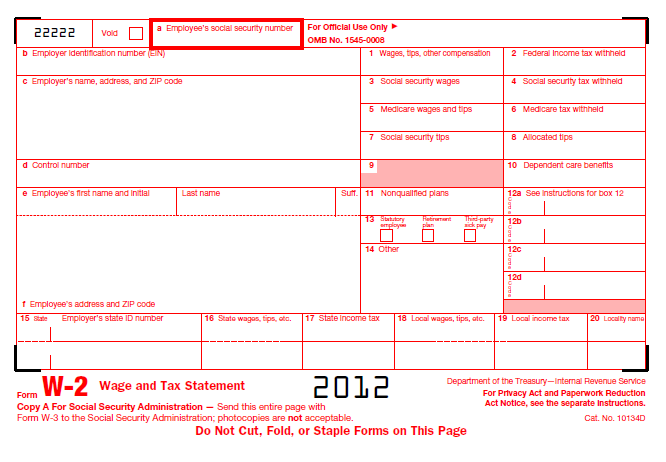 22222
Void
a Employee's social security number
For Official Use Only ►
OMB No. 1545-0008
b Employer identification number (EIN)
1 Wages, tips, other compensation
2 Federal income tax withheld
c Employer's name, address, and ZIP code
3 Social security wages
4 Social security tax withheld
5 Medicare wages and tips
6 Medicare tax withheld
7 Social security tips
8 Allocated tips
d Control number
9
10 Dependent care benefits
e Employee's first name and initial
Last name
Suff.
11 Nonqualified plans
12a See instructions for box 12
Code
13 Statutory employee
Retirement plan
Third-party sick pay
12b
Code
14 Other
12c
Code
12d
Code
f Employee's address and ZIP code
15 State
Employer's state ID number
16 State wages, tips, etc.
17 State income tax
18 Local wages, tips, etc.
19 Local income tax
20 Locality name
Form W-2 Wage and Tax Statement
2012
Department of the Treasury—Internal Revenue Service
For Privacy Act and Paperwork Reduction
Act Notice, see the separate instructions.
Copy A For Social Security Administration — Send this entire page with
Form W-3 to the Social Security Administration; photocopies are not acceptable.
Cat. No. 10134D
Do Not Cut, Fold, or Staple Forms on This Page